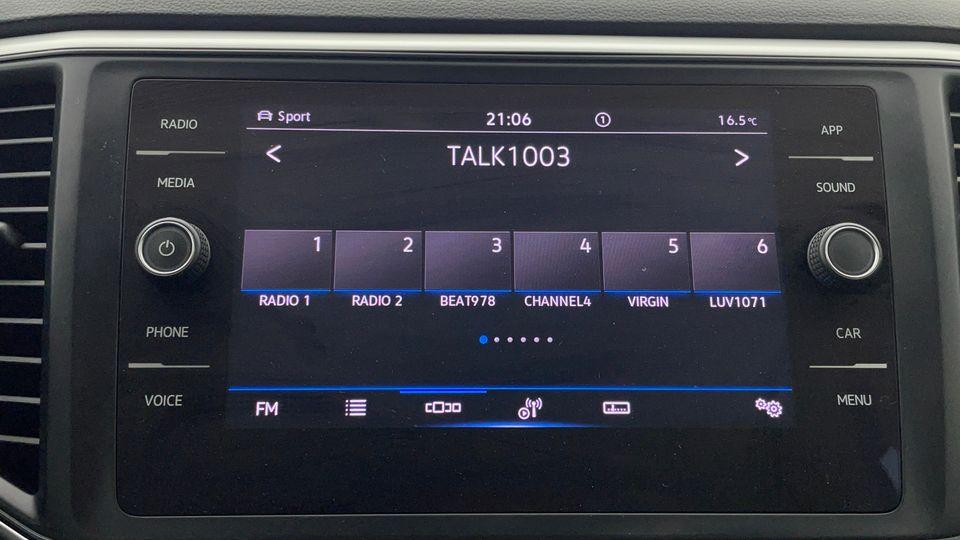 RADIO
MEDIA
PHONE
VOICE
Sport 21:06 1 16.5°C
< TALK1003 >
1 2 3 4 5 6
RADIO 1 RADIO 2 BEAT978 CHANNEL4 VIRGIN LUV1071
FM
APP
SOUND
CAR
MENU